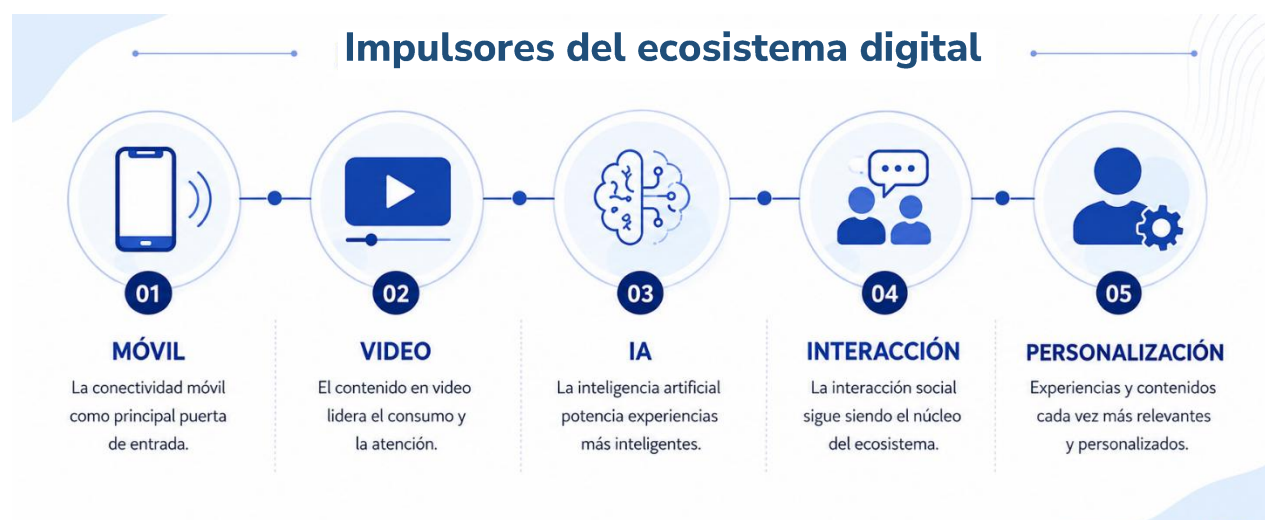 Impulsores del ecosistema digital
01
MÓVIL
La conectividad móvil
como principal puerta
de entrada.
02
VIDEO
El contenido en video
lidera el consumo y
la atención.
03
IA
La inteligencia artificial
potencia experiencias
más inteligentes.
04
INTERACCIÓN
La interacción social
sigue siendo el núcleo
del ecosistema.
05
PERSONALIZACIÓN
Experiencias y contenidos
cada vez más relevantes
y personalizados.